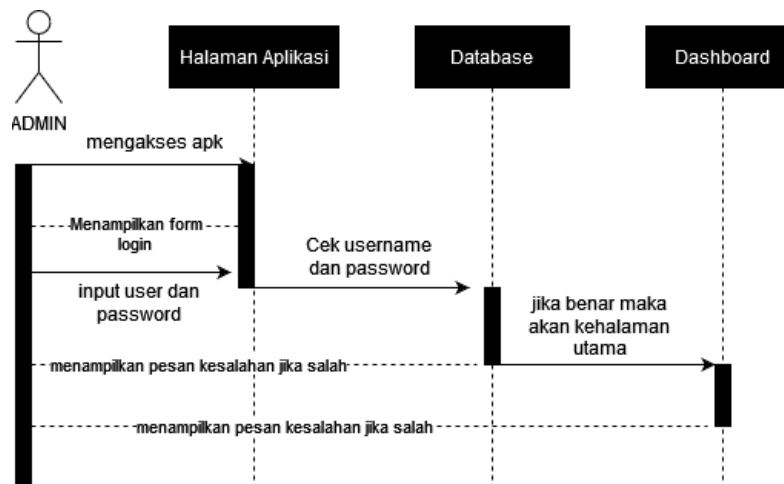 Halaman Aplikasi
Database
Dashboard
ADMIN
mengakses apk
Menampilkan form
login
Cek username
dan password
input user dan
password
jika benar maka
akan kehalaman
utama
menampilkan pesan kesalahan jika salah
menampilkan pesan kesalahan jika salah